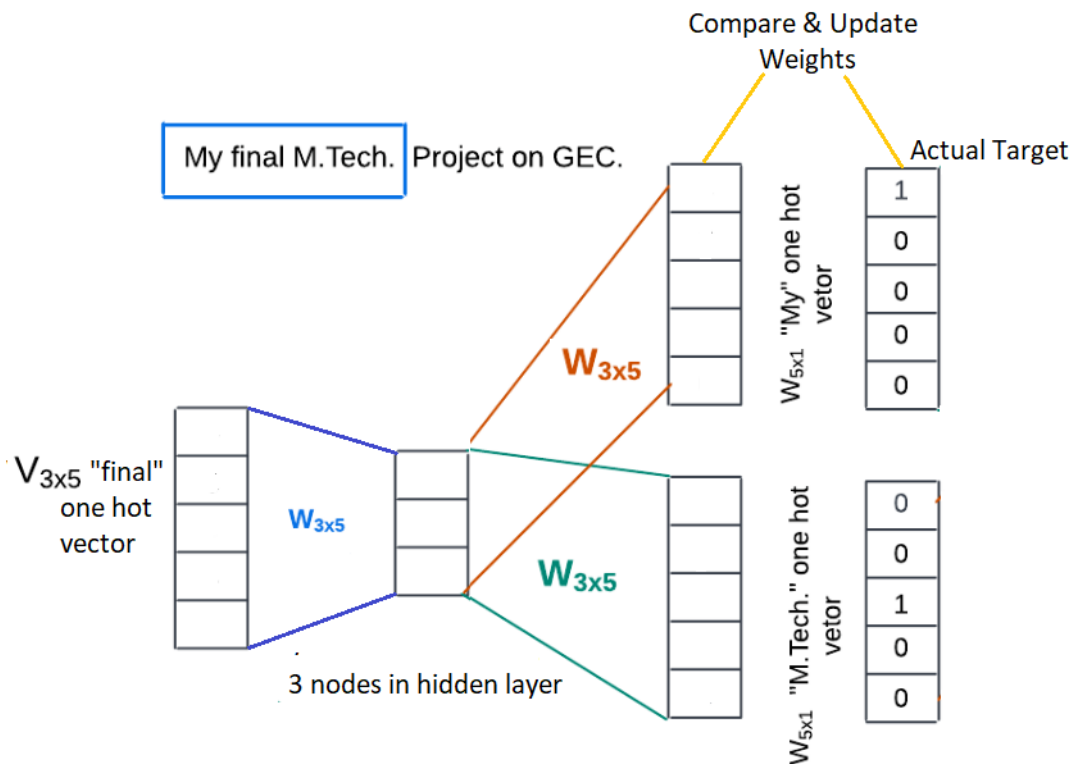 Compare & Update
Weights
My final M.Tech. Project on GEC.
Actual Target
1
0
0
0
0
W5x1 "My" one hot
vetor
W3x5
V3x5 "final"
one hot
vector
W3x5
W3x5
3 nodes in hidden layer
W5x1 "M.Tech." one hot
vetor
0
0
1
0
0